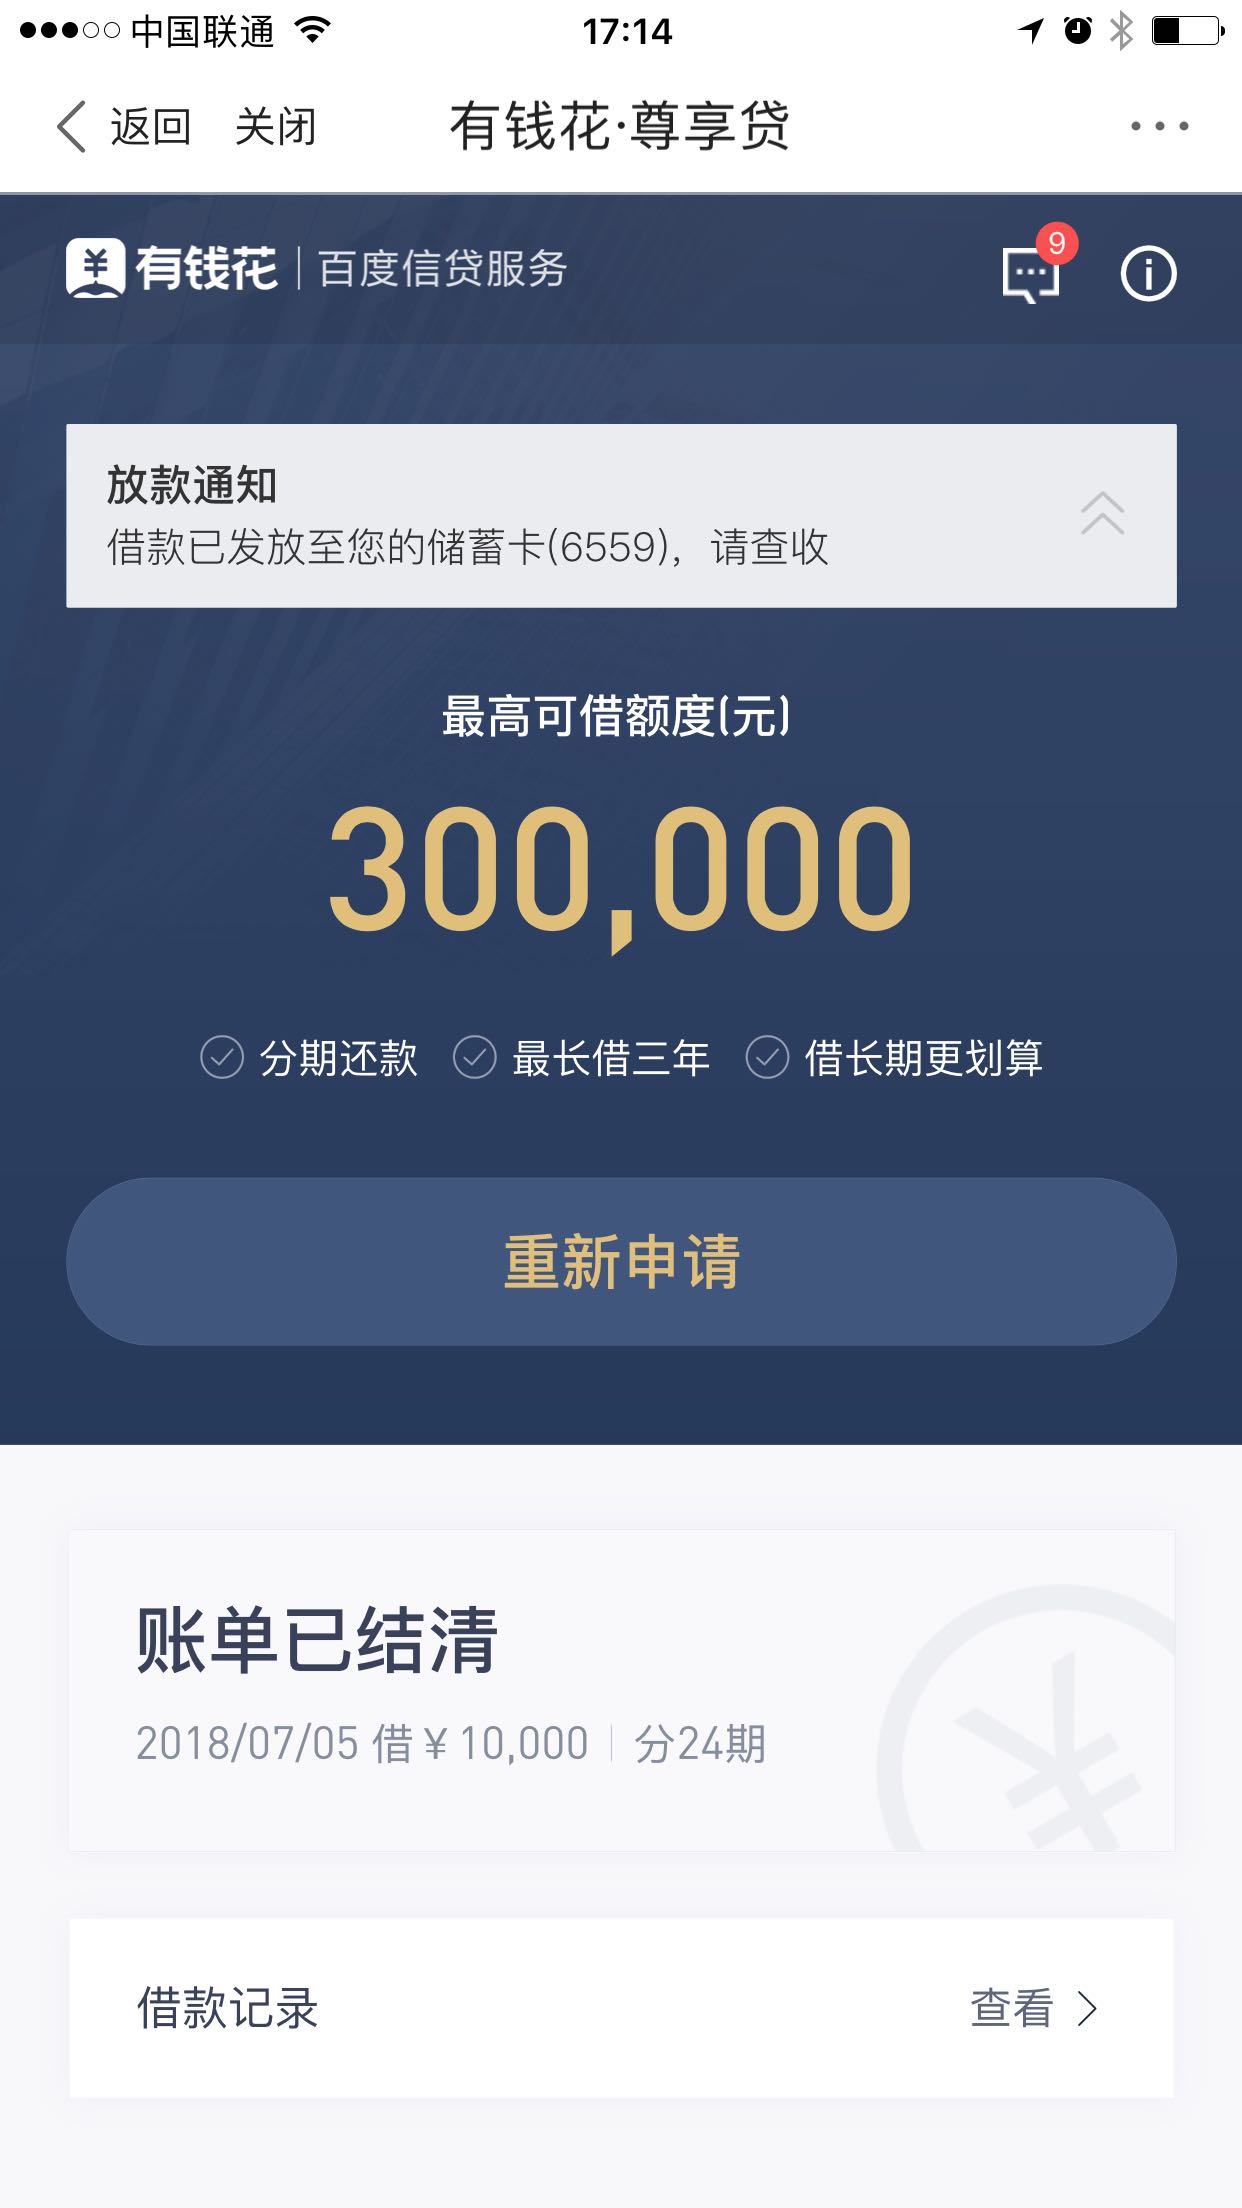 中国联通 17:14
返回 关闭 有钱花·尊享贷
有钱花 百度信贷服务 9
放款通知
借款已发放至您的储蓄卡(6559)，请查收
最高可借额度(元)
300,000
分期还款 最长借三年 借长期更划算
重新申请
账单已结清
2018/07/05 借￥10,000 分24期
借款记录 查看